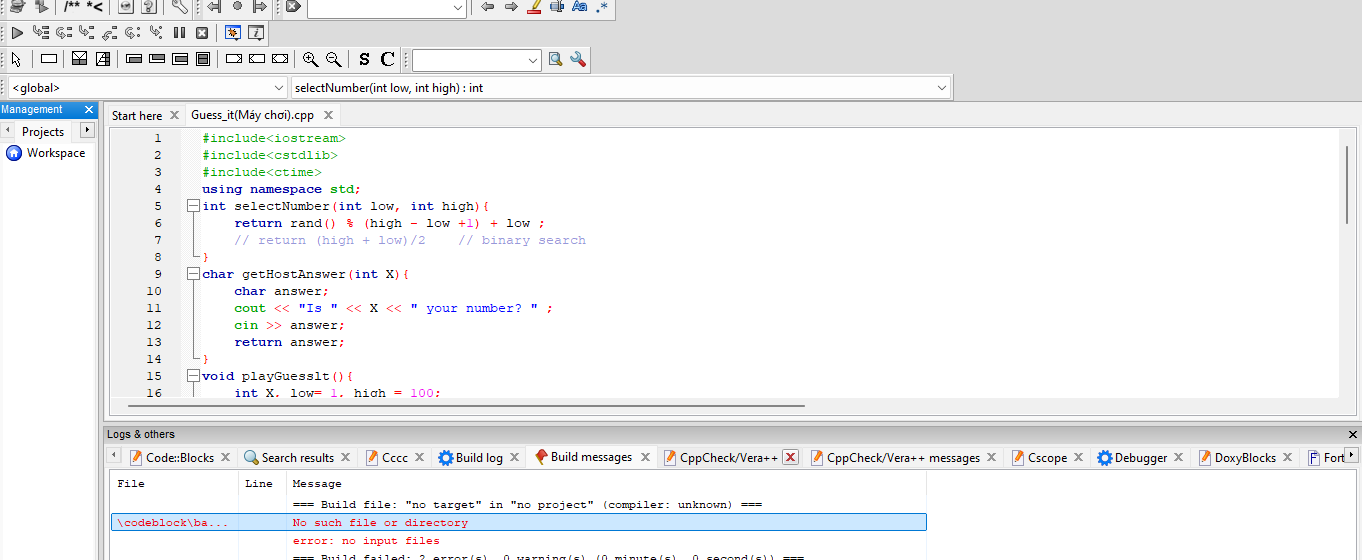 /** *<
.*
S C
<global>
selectNumber(int low, int high) : int
Management
Projects
Workspace
Start here
Guess_it(Máy chơi).cpp
1 #include<iostream>
2 #include<cstdlib>
3 #include<ctime>
4 using namespace std;
5 int selectNumber(int low, int high){
6 return rand() % (high - low +1) + low ;
7 // return (high + low)/2 // binary search
8 }
9 char getHostAnswer(int X){
10 char answer;
11 cout << "Is " << X << " your number? " ;
12 cin >> answer;
13 return answer;
14 }
15 void playGuesslt(){
16 int X, low= 1, high = 100;
Logs & others
Code::Blocks
Search results
Cccc
Build log
Build messages
CppCheck/Vera++
CppCheck/Vera++ messages
Cscope
Debugger
DoxyBlocks
Fort
File Line Message
=== Build file: "no target" in "no project" (compiler: unknown) ===
\codeblock\ba... No such file or directory
error: no input files
=== Build failed: 2 error(s), 0 warning(s) (0 minute(s), 0 second(s)) ===